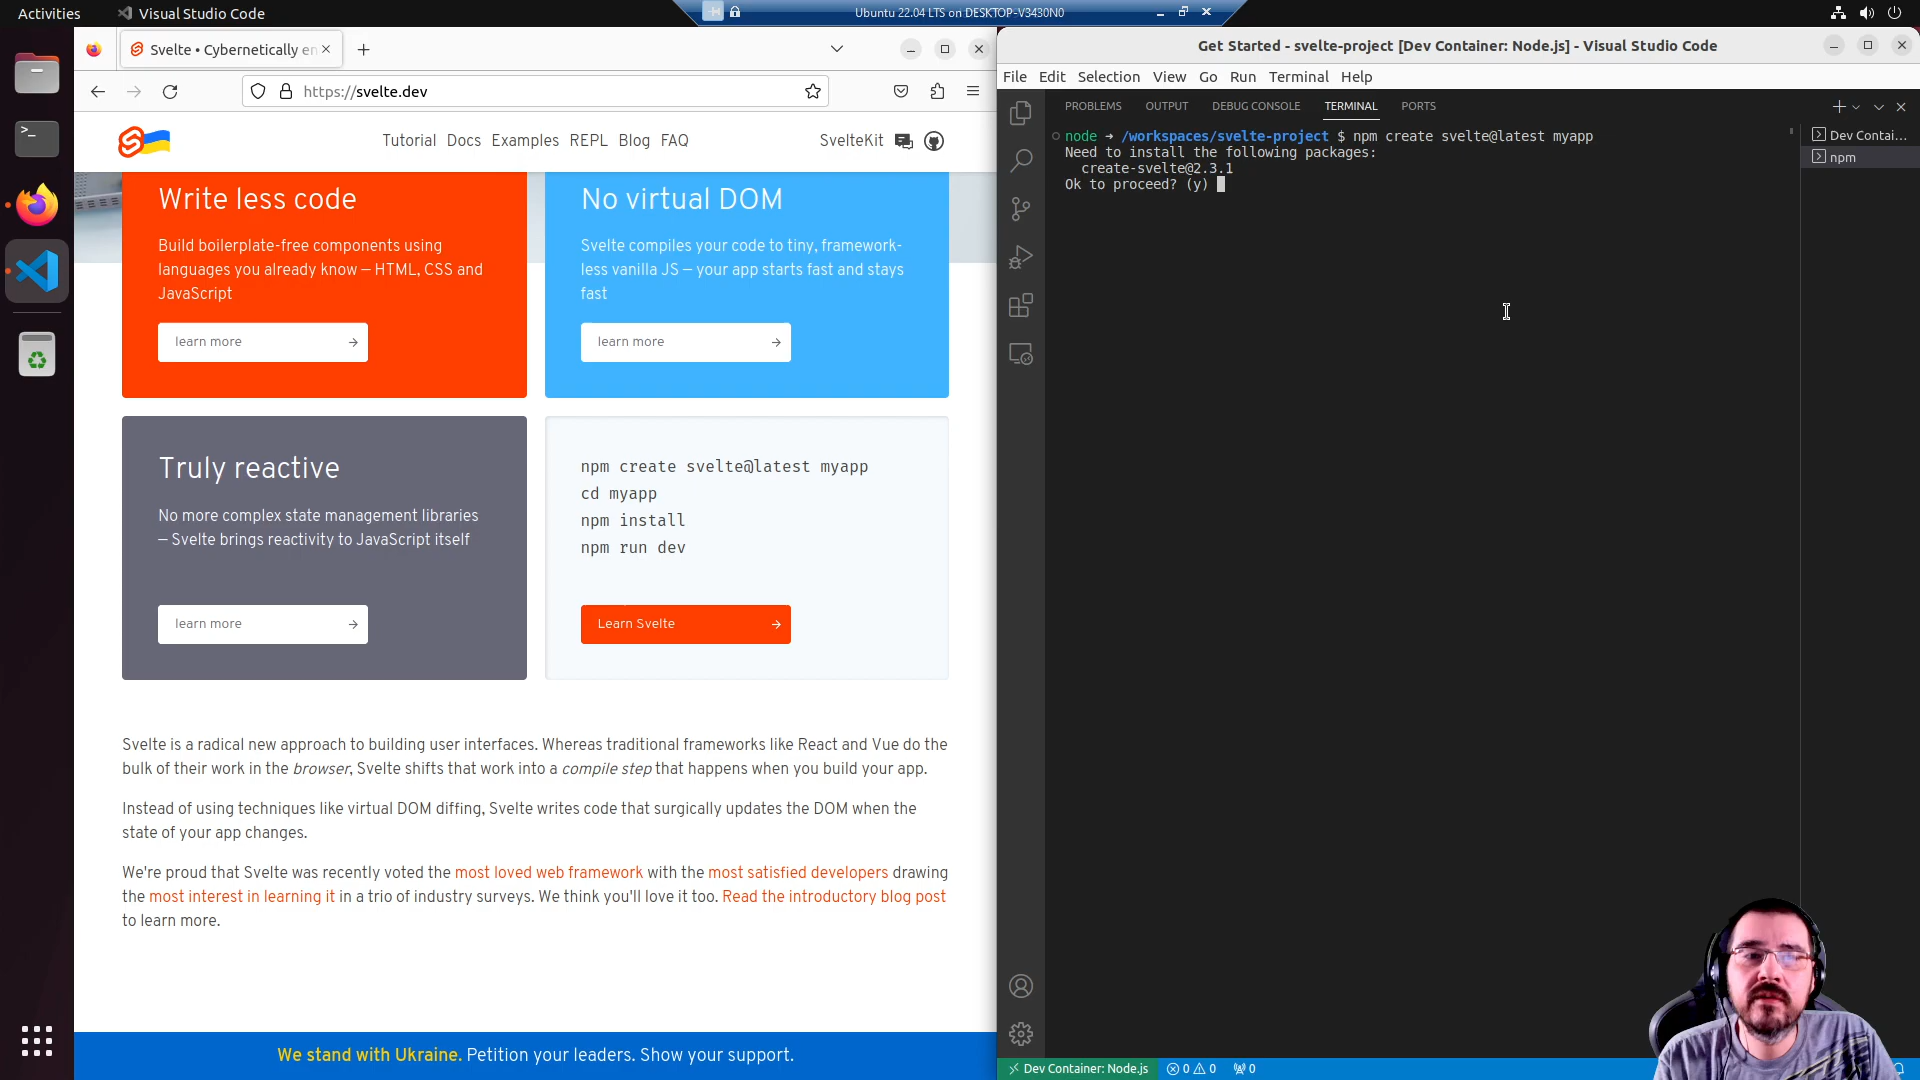 Activities
Visual Studio Code
Ubuntu 22.04 LTS on DESKTOP-V3430N0
Svelte • Cybernetically en
https://svelte.dev
Tutorial Docs Examples REPL Blog FAQ
SvelteKit
Write less code
Build boilerplate-free components using
languages you already know — HTML, CSS and
JavaScript
learn more
No virtual DOM
Svelte compiles your code to tiny, framework-
less vanilla JS — your app starts fast and stays
fast
learn more
Truly reactive
No more complex state management libraries
— Svelte brings reactivity to JavaScript itself
learn more
npm create svelte@latest myapp
cd myapp
npm install
npm run dev
Learn Svelte
Svelte is a radical new approach to building user interfaces. Whereas traditional frameworks like React and Vue do the
bulk of their work in the browser, Svelte shifts that work into a compile step that happens when you build your app.
Instead of using techniques like virtual DOM diffing, Svelte writes code that surgically updates the DOM when the
state of your app changes.
We're proud that Svelte was recently voted the most loved web framework with the most satisfied developers drawing
the most interest in learning it in a trio of industry surveys. We think you'll love it too. Read the introductory blog post
to learn more.
We stand with Ukraine. Petition your leaders. Show your support.
Get Started - svelte-project [Dev Container: Node.js] - Visual Studio Code
File Edit Selection View Go Run Terminal Help
PROBLEMS OUTPUT DEBUG CONSOLE TERMINAL PORTS
node ➜ /workspaces/svelte-project $ npm create svelte@latest myapp
Need to install the following packages:
create-svelte@2.3.1
Ok to proceed? (y)
Dev Contai...
npm
Dev Container: Node.js
0
0
0